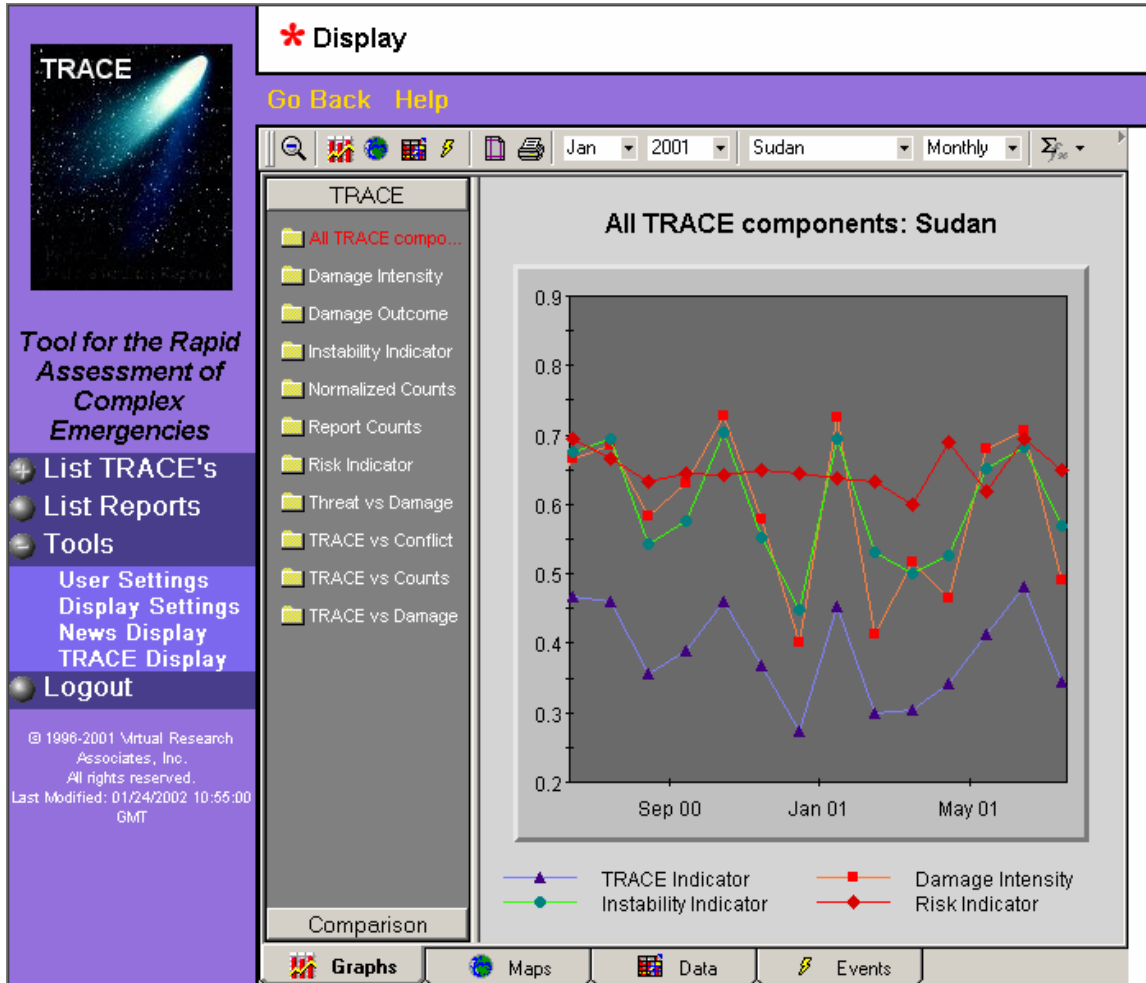 TRACE
Tool for the Rapid
Assessment of
Complex
Emergencies
List TRACE's
List Reports
Tools
User Settings
Display Settings
News Display
TRACE Display
Logout
© 1996-2001 Virtual Research
Associates, Inc.
All rights reserved.
Last Modified: 01/24/2002 10:55:00
GMT
* Display
Go Back Help
Jan 2001 Sudan Monthly
TRACE
All TRACE compo...
Damage Intensity
Damage Outcome
Instability Indicator
Normalized Counts
Report Counts
Risk Indicator
Threat vs Damage
TRACE vs Conflict
TRACE vs Counts
TRACE vs Damage
Comparison
All TRACE components: Sudan
0.9
0.8
0.7
0.6
0.5
0.4
0.3
0.2
Sep 00 Jan 01 May 01
TRACE Indicator Damage Intensity
Instability Indicator Risk Indicator
Graphs Maps Data Events